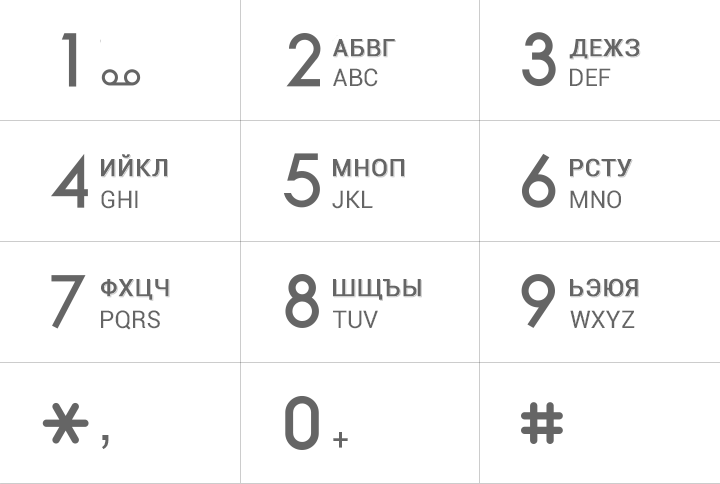 1
2 АБВГ
ABC
3 ДЕЖЗ
DEF
4 ИЙКЛ
GHI
5 МНОП
JKL
6 РСТУ
MNO
7 ФХЦЧ
PQRS
8 ШЩЪЫ
TUV
9 ЬЭЮЯ
WXYZ
* ,
0 +
#